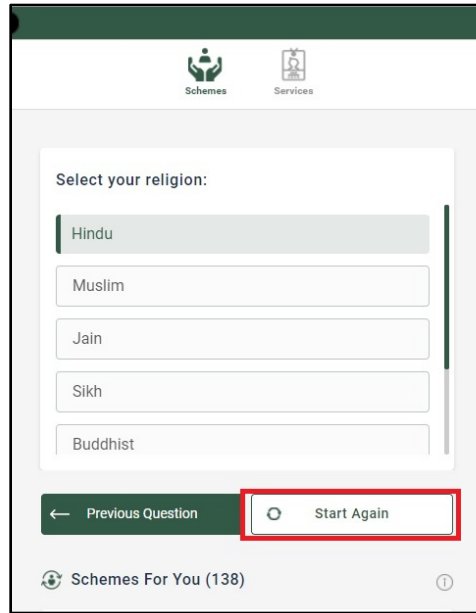 Schemes Services
Select your religion:
Hindu
Muslim
Jain
Sikh
Buddhist
← Previous Question Start Again
Schemes For You (138)